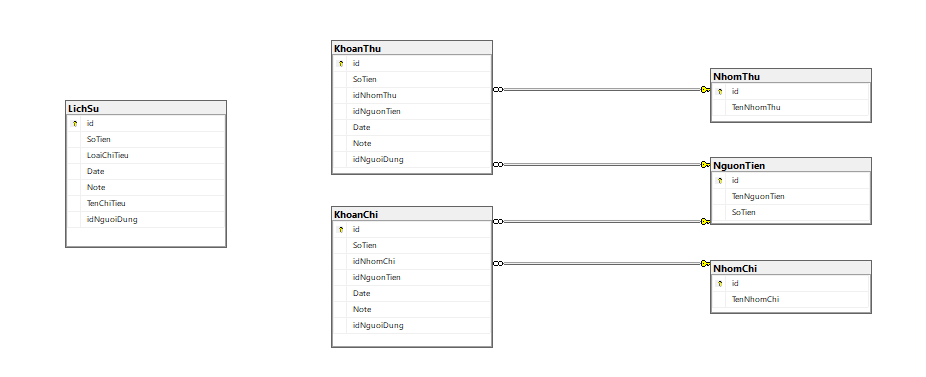 LichSu
id
SoTien
LoaiChiTieu
Date
Note
TenChiTieu
idNguoiDung
KhoanThu
id
SoTien
idNhomThu
idNguonTien
Date
Note
idNguoiDung
KhoanChi
id
SoTien
idNhomChi
idNguonTien
Date
Note
idNguoiDung
NhomThu
id
TenNhomThu
NguonTien
id
TenNguonTien
SoTien
NhomChi
id
TenNhomChi